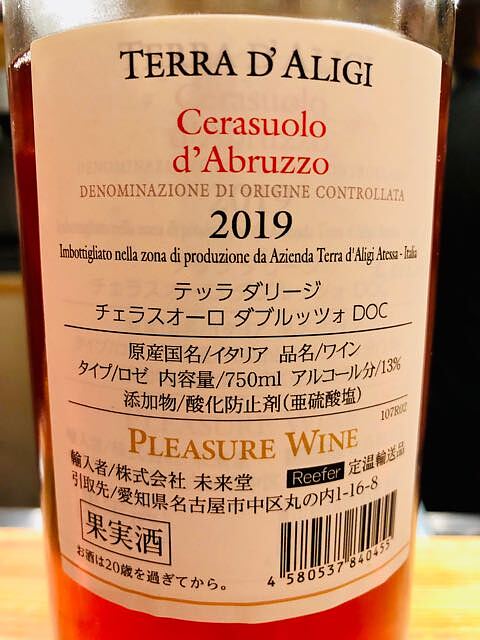 TERRA D'ALIGI
Cerasuolo
d'Abruzzo
DENOMINAZIONE DI ORIGINE CONTROLLATA
2019
Imbottigliato nella zona di produzione da Azienda Terra d'Aligi Atessa - Italia
テッラ ダリージ
チェラスオーロ ダブルッツォ DOC
原産国名/イタリア 品名/ワイン
タイプ/ロゼ 内容量/750ml アルコール分/13%
添加物/酸化防止剤(亜硫酸塩)
107R02
PLEASURE WINE
輸入者/株式会社 未来堂 Reefer 定温輸送品
引取先/愛知県名古屋市中区丸の内1-16-8
果実酒
お酒は20歳を過ぎてから。
4 580537 840455